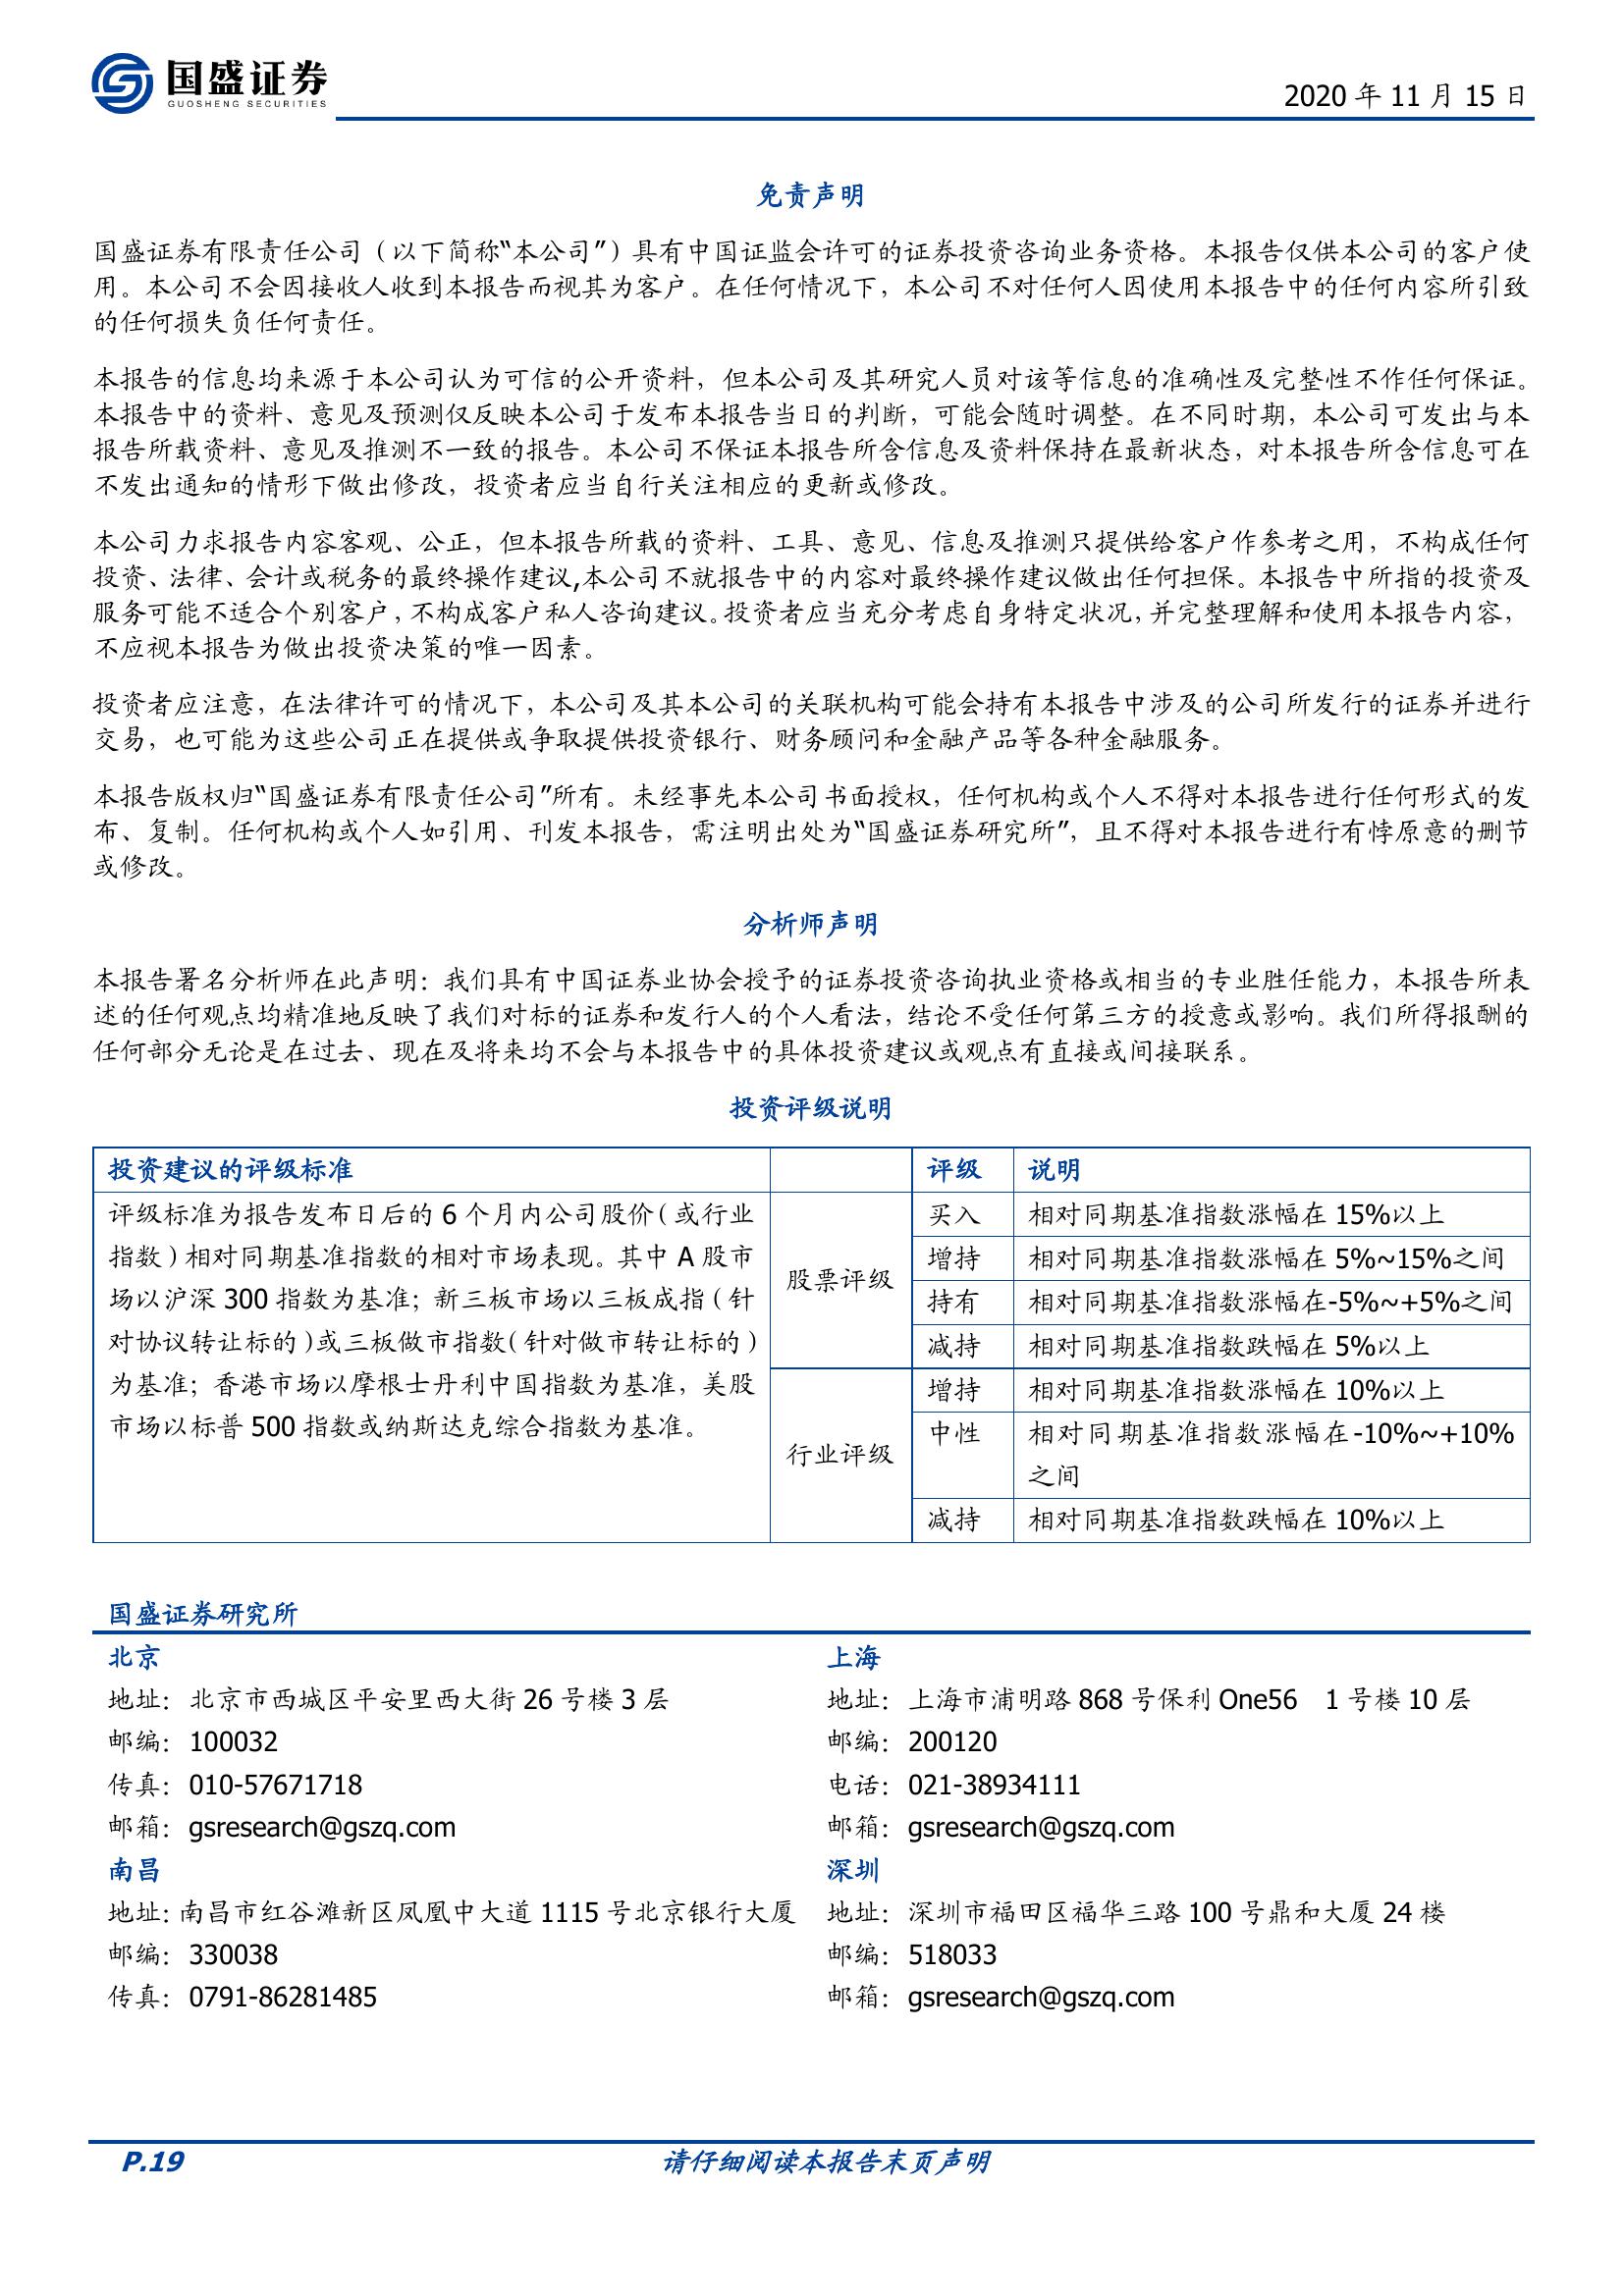 国盛证券
GUOSHENG SECURITIES
2020 年 11 月 15 日
免责声明
国盛证券有限责任公司（以下简称“本公司”）具有中国证监会许可的证券投资咨询业务资格。本报告仅供本公司的客户使
用。本公司不会因接收人收到本报告而视其为客户。在任何情况下，本公司不对任何人因使用本报告中的任何内容所引致
的任何损失负任何责任。
本报告的信息均来源于本公司认为可信的公开资料，但本公司及其研究人员对该等信息的准确性及完整性不作任何保证。
本报告中的资料、意见及预测仅反映本公司于发布本报告当日的判断，可能会随时调整。在不同时期，本公司可发出与本
报告所载资料、意见及推测不一致的报告。本公司不保证本报告所含信息及资料保持在最新状态，对本报告所含信息可在
不发出通知的情形下做出修改，投资者应当自行关注相应的更新或修改。
本公司力求报告内容客观、公正，但本报告所载的资料、工具、意见、信息及推测只提供给客户作参考之用，不构成任何
投资、法律、会计或税务的最终操作建议,本公司不就报告中的内容对最终操作建议做出任何担保。本报告中所指的投资及
服务可能不适合个别客户，不构成客户私人咨询建议。投资者应当充分考虑自身特定状况，并完整理解和使用本报告内容，
不应视本报告为做出投资决策的唯一因素。
投资者应注意，在法律许可的情况下，本公司及其本公司的关联机构可能会持有本报告中涉及的公司所发行的证券并进行
交易，也可能为这些公司正在提供或争取提供投资银行、财务顾问和金融产品等各种金融服务。
本报告版权归“国盛证券有限责任公司”所有。未经事先本公司书面授权，任何机构或个人不得对本报告进行任何形式的发
布、复制。任何机构或个人如引用、刊发本报告，需注明出处为“国盛证券研究所”，且不得对本报告进行有悖原意的删节
或修改。
分析师声明
本报告署名分析师在此声明：我们具有中国证券业协会授予的证券投资咨询执业资格或相当的专业胜任能力，本报告所表
述的任何观点均精准地反映了我们对标的证券和发行人的个人看法，结论不受任何第三方的授意或影响。我们所得报酬的
任何部分无论是在过去、现在及将来均不会与本报告中的具体投资建议或观点有直接或间接联系。
投资评级说明
投资建议的评级标准 评级 说明
评级标准为报告发布日后的 6 个月内公司股价（或行业
指数）相对同期基准指数的相对市场表现。其中 A 股市
场以沪深 300 指数为基准；新三板市场以三板成指（针
对协议转让标的）或三板做市指数（针对做市转让标的）
为基准；香港市场以摩根士丹利中国指数为基准，美股
市场以标普 500 指数或纳斯达克综合指数为基准。
股票评级
买入 相对同期基准指数涨幅在 15%以上
增持 相对同期基准指数涨幅在 5%~15%之间
持有 相对同期基准指数涨幅在-5%~+5%之间
减持 相对同期基准指数跌幅在 5%以上
行业评级
增持 相对同期基准指数涨幅在 10%以上
中性 相对同期基准指数涨幅在-10%~+10%
之间
减持 相对同期基准指数跌幅在 10%以上
国盛证券研究所
北京
地址：北京市西城区平安里西大街 26 号楼 3 层
邮编：100032
传真：010-57671718
邮箱：gsresearch@gszq.com
上海
地址：上海市浦明路 868 号保利 One56 1 号楼 10 层
邮编：200120
电话：021-38934111
邮箱：gsresearch@gszq.com
南昌
地址：南昌市红谷滩新区凤凰中大道 1115 号北京银行大厦
邮编：330038
传真：0791-86281485
深圳
地址：深圳市福田区福华三路 100 号鼎和大厦 24 楼
邮编：518033
邮箱：gsresearch@gszq.com
P.19
请仔细阅读本报告末页声明